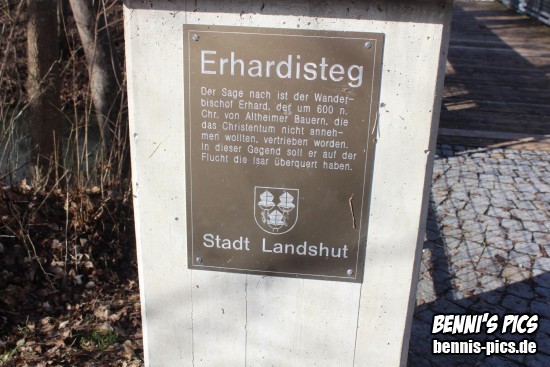 Erhardisteg
Der Sage nach ist der Wander-
bischof Erhard, der um 600 n.
Chr. von Altheimer Bauern, die
das Christentum nicht anneh-
men wollten, vertrieben worden.
In dieser Gegend soll er auf der
Flucht die Isar überquert haben.
Stadt Landshut
BENNI'S PICS
bennis-pics.de